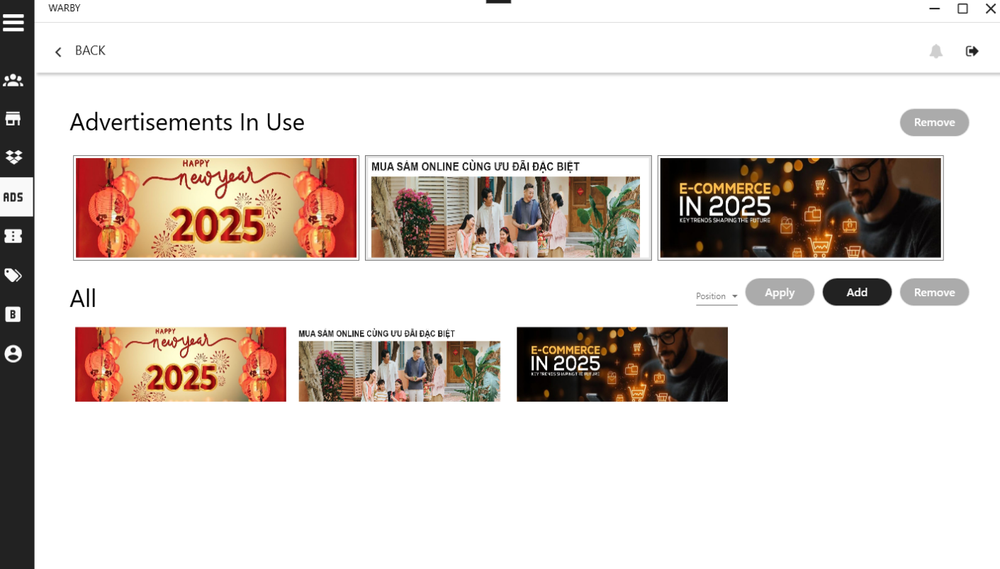 WARBY
BACK
Advertisements In Use
Remove
HAPPY
new year
2025
MUA SẮM ONLINE CÙNG ƯU ĐÃI ĐẶC BIỆT
E-COMMERCE
IN 2025
KEY TRENDS SHAPING THE FUTURE
ADS
B
All
Position
Apply
Add
Remove
HAPPY
new year
2025
MUA SẮM ONLINE CÙNG ƯU ĐÃI ĐẶC BIỆT
E-COMMERCE
IN 2025
KEY TRENDS SHAPING THE FUTURE